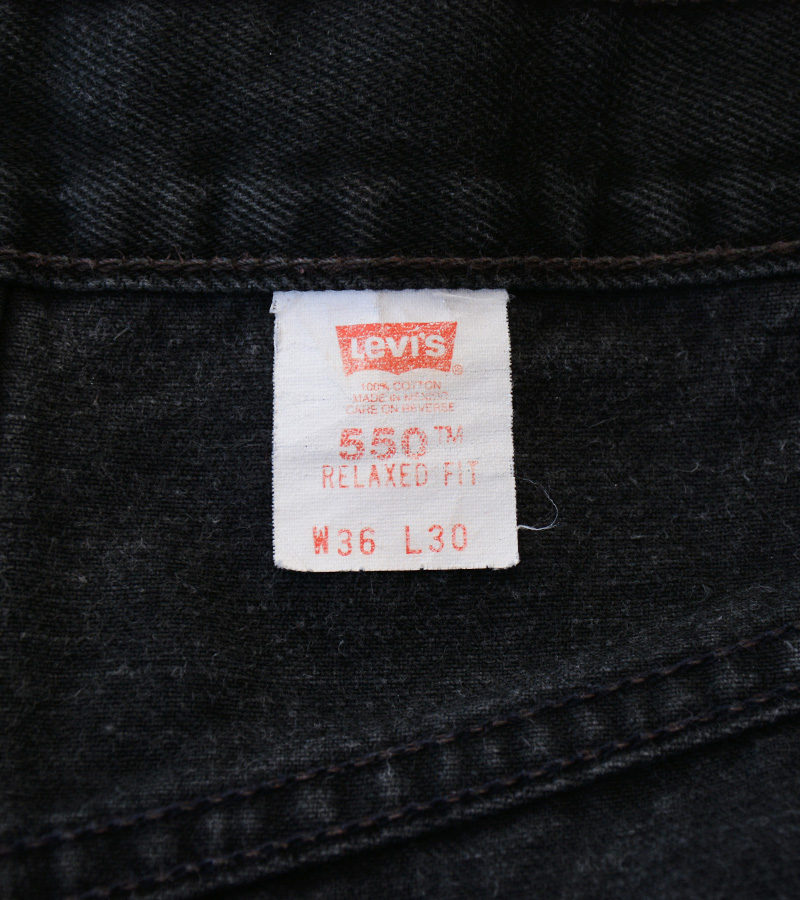 Levi's®
100% COTTON
MADE IN MEXICO
CARE ON REVERSE
550™
RELAXED FIT
W36 L30